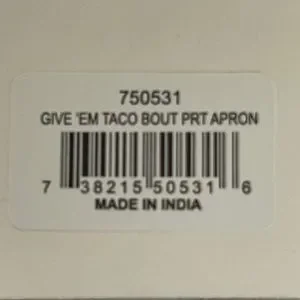 750531
GIVE 'EM TACO BOUT PRT APRON
7 38215 50531 6
MADE IN INDIA